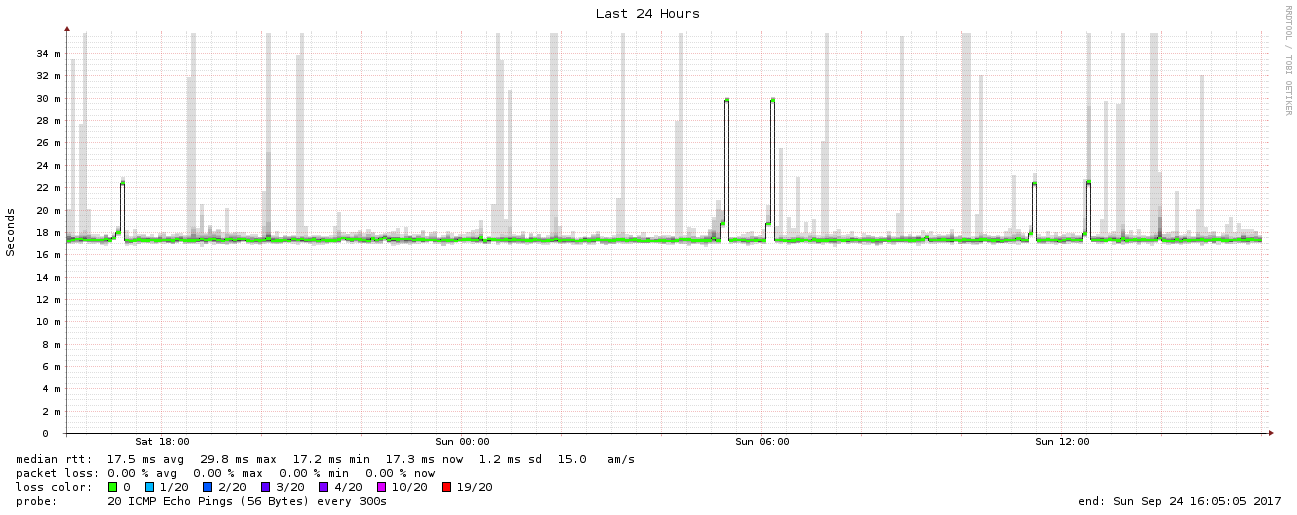 Last 24 Hours
RRDTOOL / TOBI OETIKER
Seconds
34 m
32 m
30 m
28 m
26 m
24 m
22 m
20 m
18 m
16 m
14 m
12 m
10 m
8 m
6 m
4 m
2 m
0
Sat 18:00 Sun 00:00 Sun 06:00 Sun 12:00
median rtt: 17.5 ms avg 29.8 ms max 17.2 ms min 17.3 ms now 1.2 ms sd 15.0 am/s
packet loss: 0.00 % avg 0.00 % max 0.00 % min 0.00 % now
loss color: 0 1/20 2/20 3/20 4/20 10/20 19/20
probe: 20 ICMP Echo Pings (56 Bytes) every 300s end: Sun Sep 24 16:05:05 2017